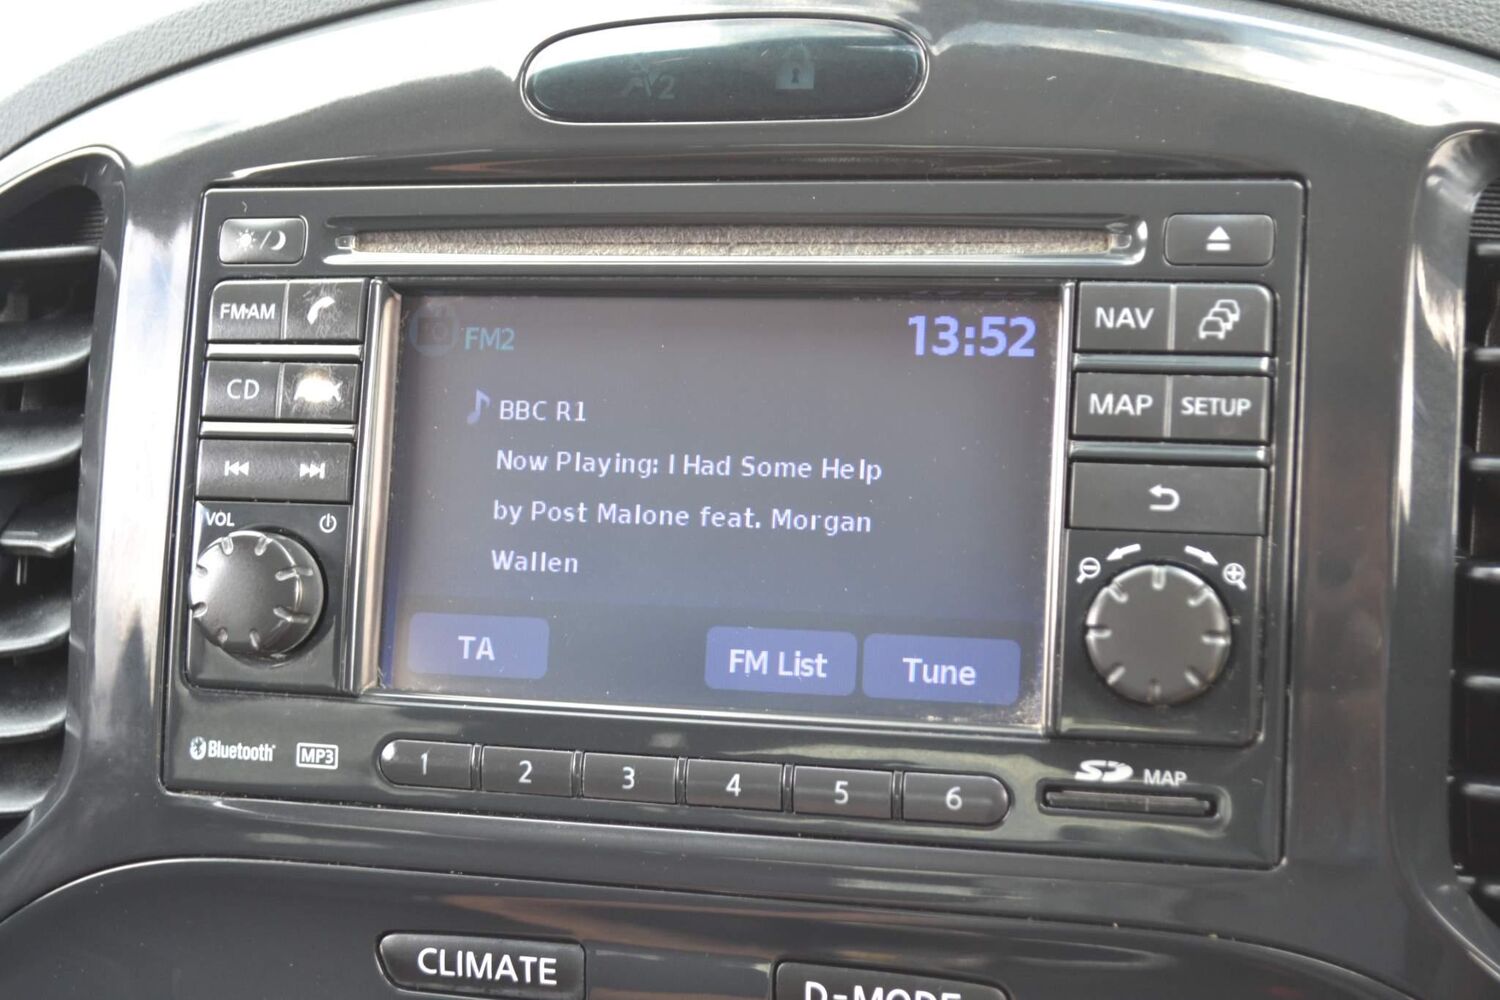 FM2
13:52
BBC R1
Now Playing: I Had Some Help
by Post Malone feat. Morgan
Wallen
TA
FM List
Tune
FM·AM
CD
VOL
NAV
MAP
SETUP
Bluetooth
MP3
1
2
3
4
5
6
SD
MAP
CLIMATE
D-MODE